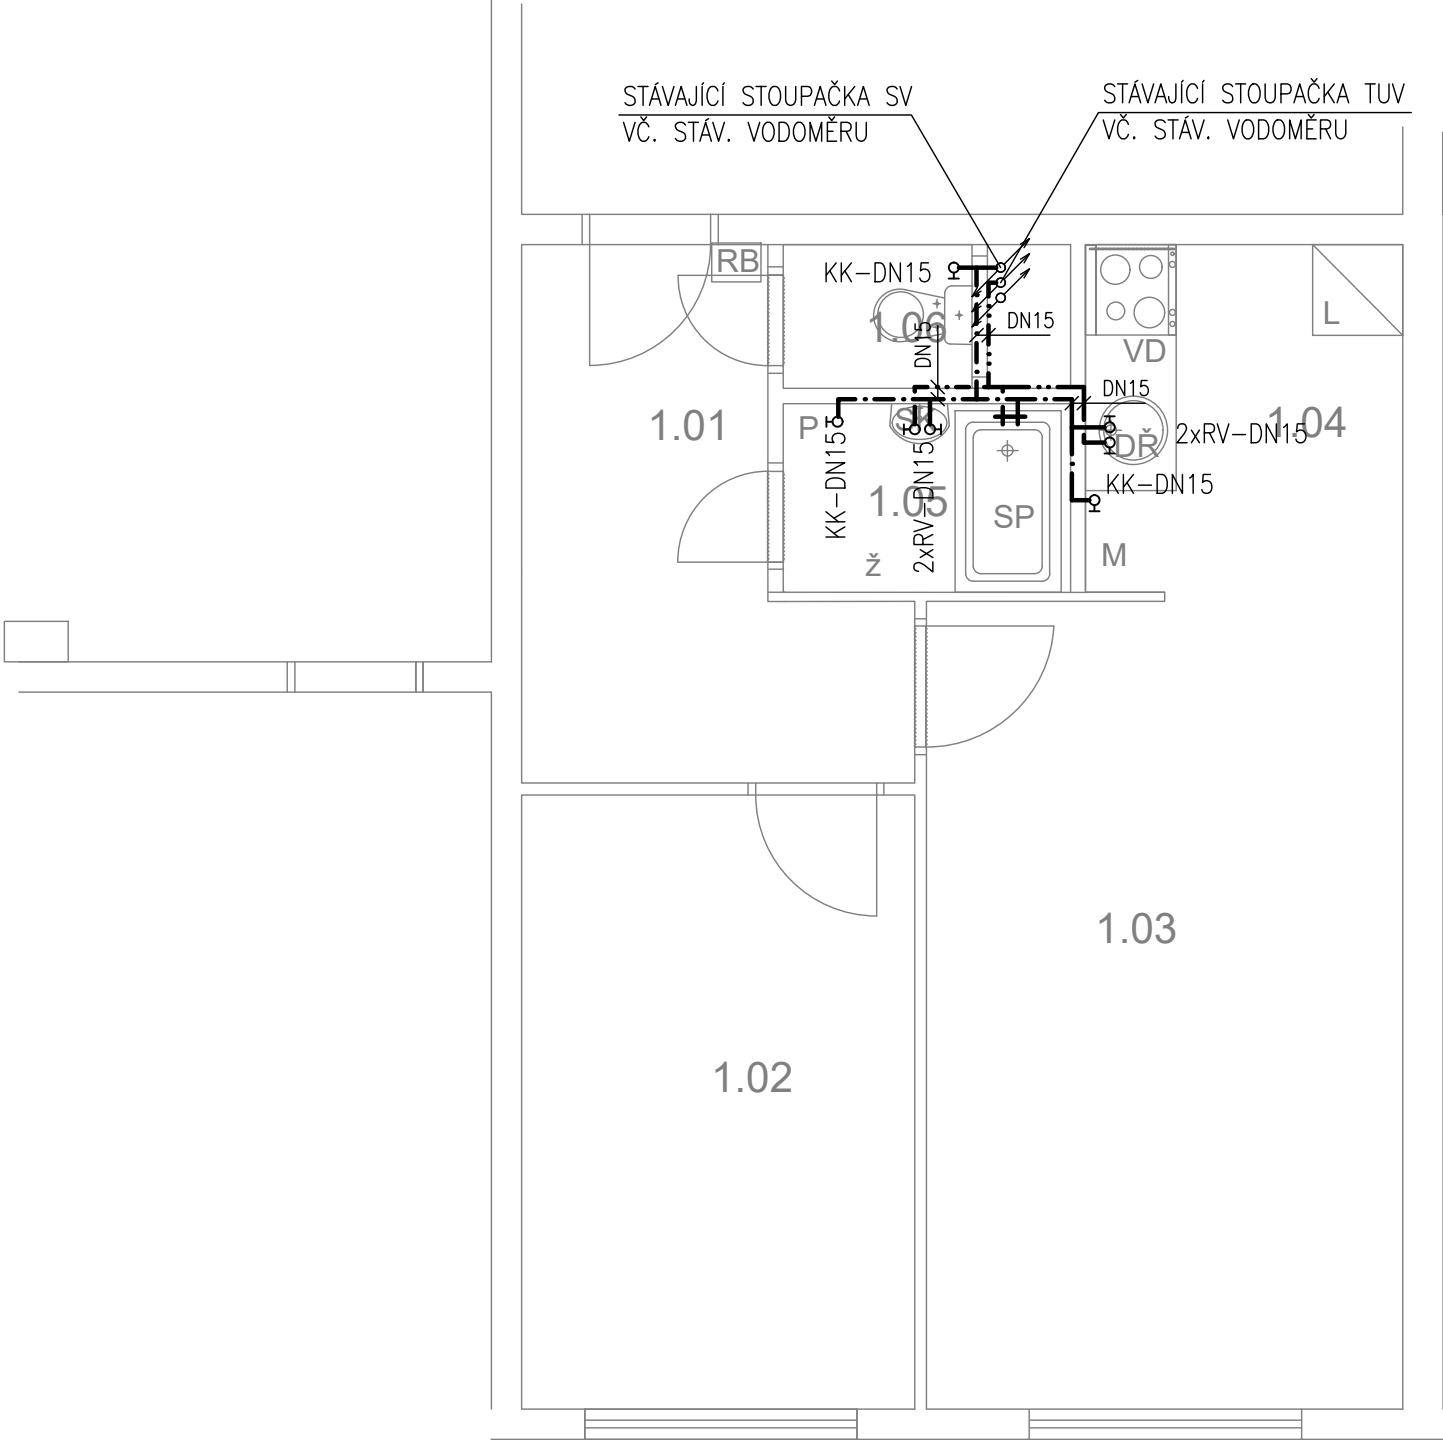 STÁVAJÍCÍ STOUPAČKA SV
VČ. STÁV. VODOMĚRU
STÁVAJÍCÍ STOUPAČKA TUV
VČ. STÁV. VODOMĚRU
RB
KK-DN15
1.06
DN15
DN15
L
VD
DN15
1.01
P
DŘ
1.04
2xRV-DN15
KK-DN15
2xRV-DN15
1.05
KK-DN15
SP
ž
M
1.03
1.02